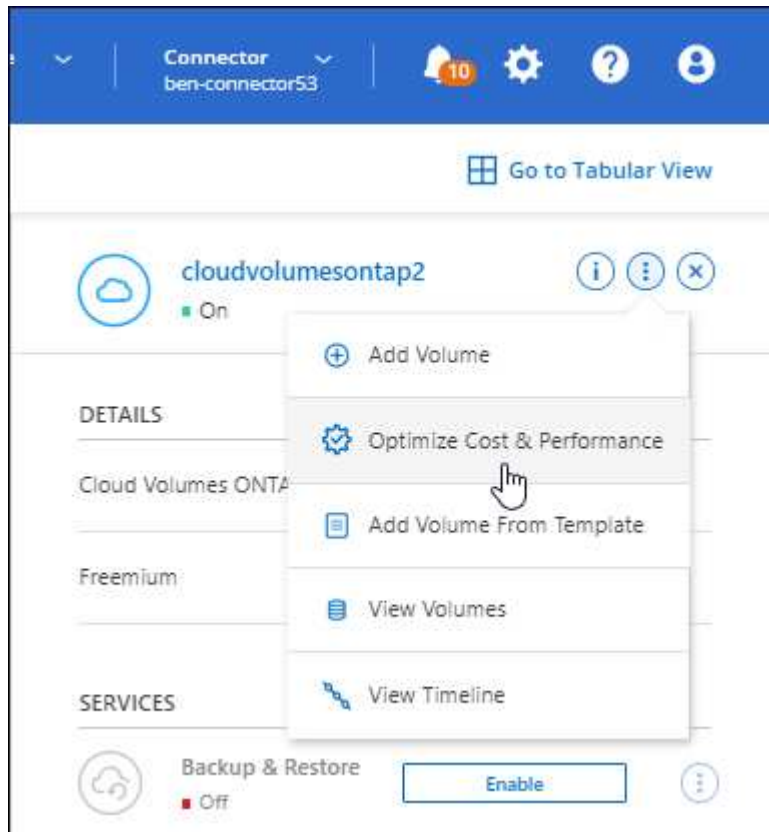 Connector
ben-connector53
10
Go to Tabular View
cloudvolumesontap2
On
Add Volume
DETAILS
Optimize Cost & Performance
Cloud Volumes ONTA
Add Volume From Template
Freemium
View Volumes
View Timeline
SERVICES
Backup & Restore
Off
Enable